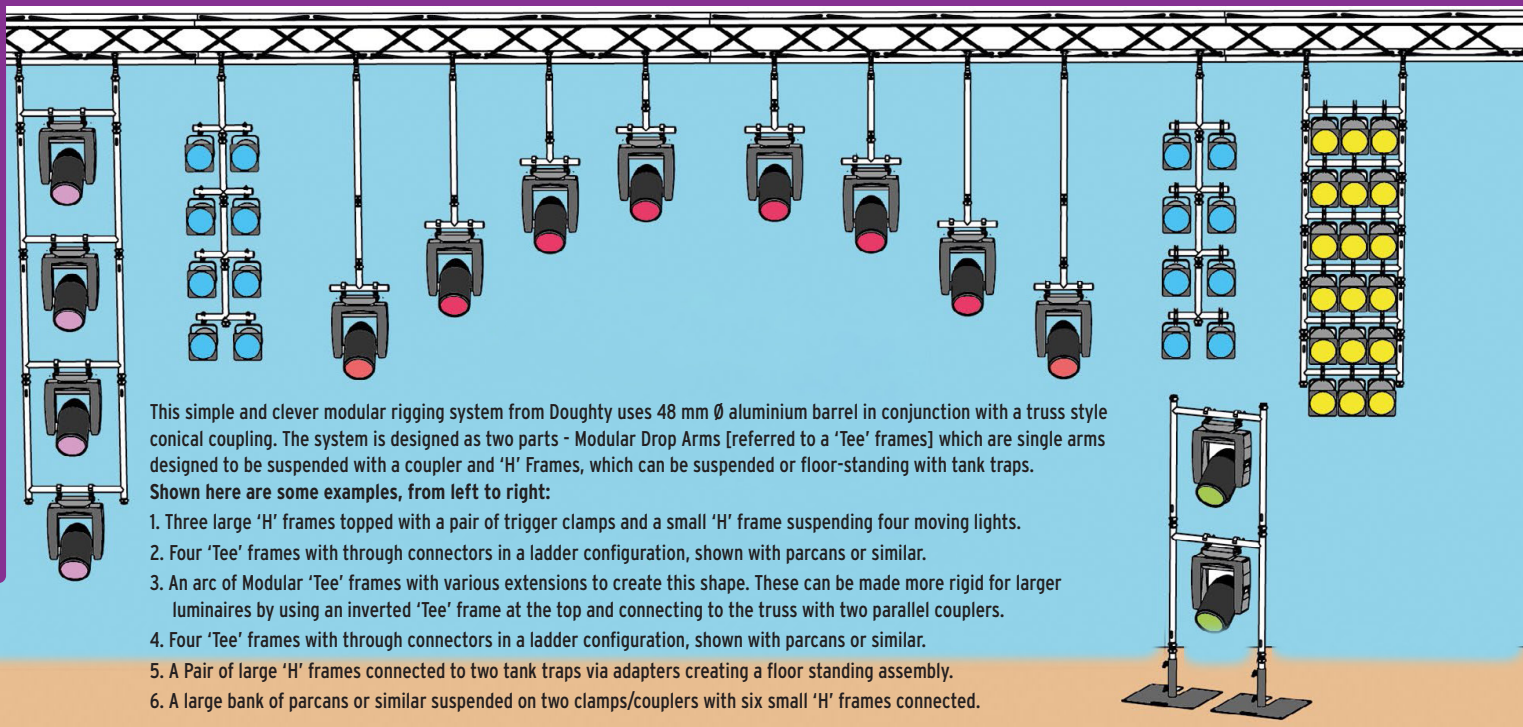 This simple and clever modular rigging system from Doughty uses 48 mm Ø aluminium barrel in conjunction with a truss style
conical coupling. The system is designed as two parts - Modular Drop Arms [referred to a ‘Tee’ frames] which are single arms
designed to be suspended with a coupler and ‘H’ Frames, which can be suspended or floor-standing with tank traps.
Shown here are some examples, from left to right:
1. Three large ‘H’ frames topped with a pair of trigger clamps and a small ‘H’ frame suspending four moving lights.
2. Four ‘Tee’ frames with through connectors in a ladder configuration, shown with parcans or similar.
3. An arc of Modular ‘Tee’ frames with various extensions to create this shape. These can be made more rigid for larger
luminaires by using an inverted ‘Tee’ frame at the top and connecting to the truss with two parallel couplers.
4. Four ‘Tee’ frames with through connectors in a ladder configuration, shown with parcans or similar.
5. A Pair of large ‘H’ frames connected to two tank traps via adapters creating a floor standing assembly.
6. A large bank of parcans or similar suspended on two clamps/couplers with six small ‘H’ frames connected.